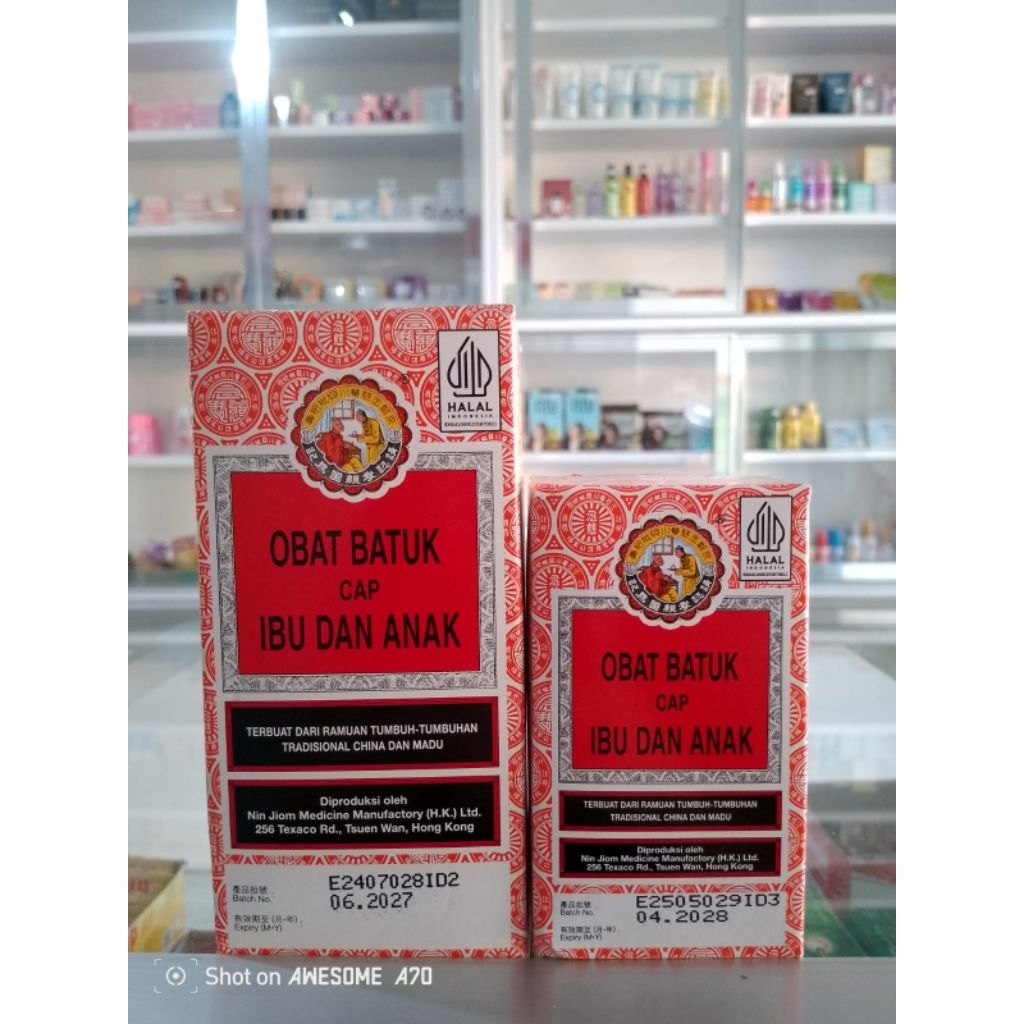 HALAL
INDONESIA
OBAT BATUK
CAP
IBU DAN ANAK
TERBUAT DARI RAMUAN TUMBUH-TUMBUHAN
TRADISIONAL CHINA DAN MADU
Diproduksi oleh
Nin Jiom Medicine Manufactory (H.K.) Ltd.
256 Texaco Rd., Tsuen Wan, Hong Kong
產品批號 :
Batch No.
E2407028ID2
06.2027
有效期至 (月·年) :
Expiry (M·Y)
HALAL
INDONESIA
OBAT BATUK
CAP
IBU DAN ANAK
TERBUAT DARI RAMUAN TUMBUH-TUMBUHAN
TRADISIONAL CHINA DAN MADU
Diproduksi oleh
Nin Jiom Medicine Manufactory (H.K.) Ltd.
256 Texaco Rd., Tsuen Wan, Hong Kong
產品批號 :
Batch No.
E2505029ID3
04.2028
有效期至 (月·年) :
Expiry (M·Y)
Shot on AWESOME A70